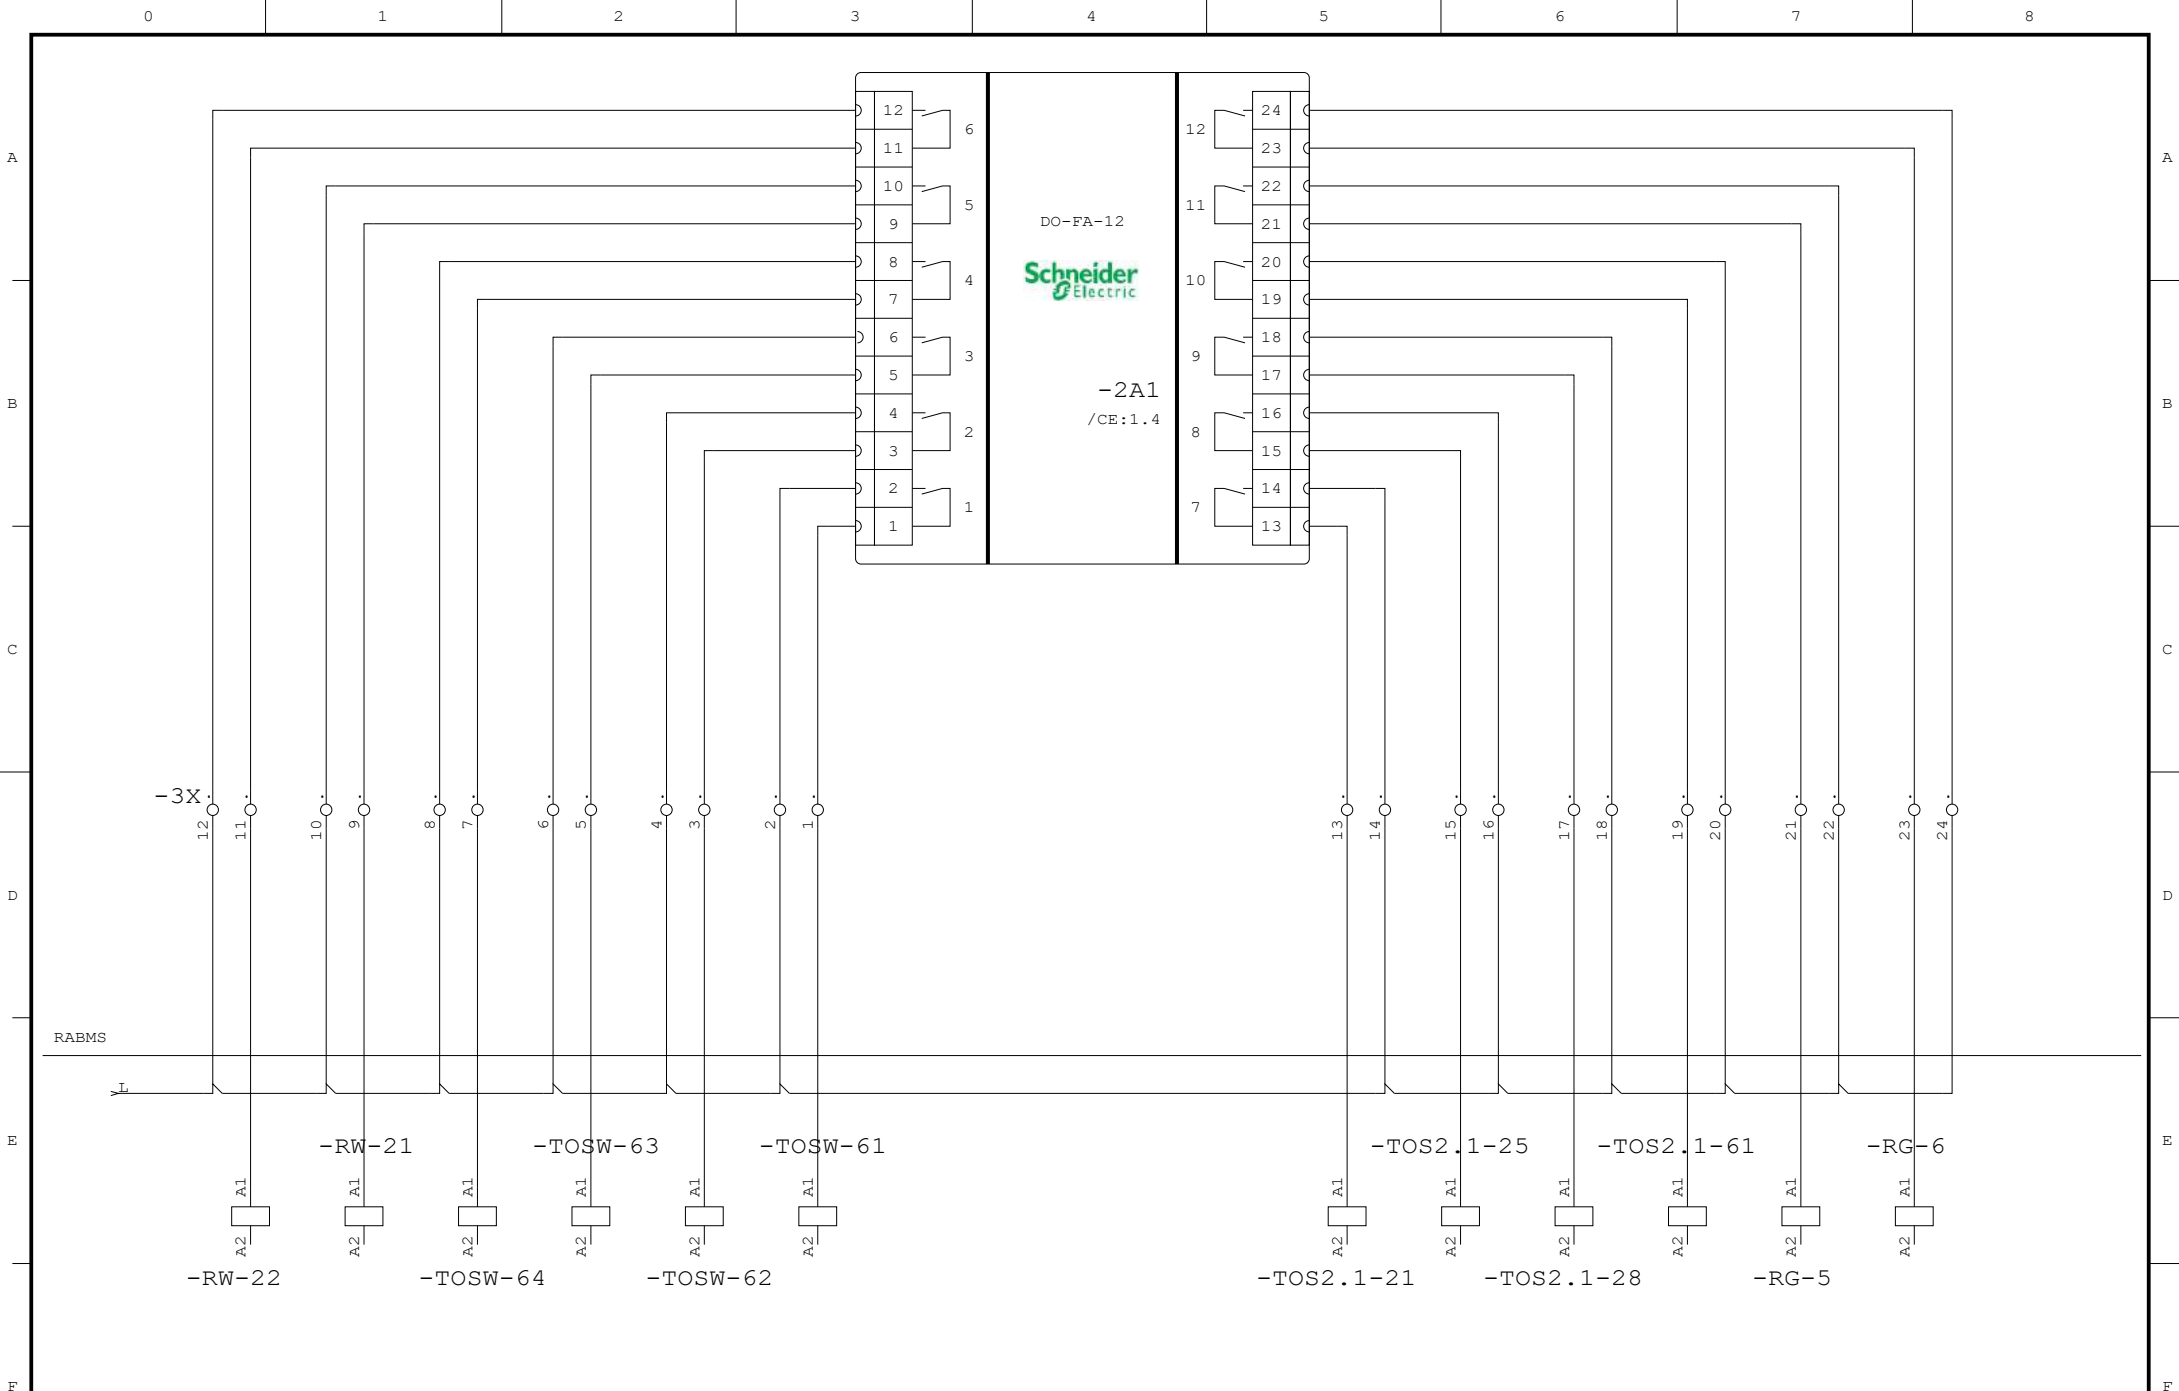 0 1 2 3 4 5 6 7 8
A A
B B
C C
D D
E E
F F
12 6 12 24
11 23
10 5 11 22
9 21
8 4 10 20
7 19
6 3 9 18
5 17
4 2 8 16
3 15
2 1 7 14
1 13
DO-FA-12
Schneider
Electric
-2A1
/CE:1.4
-3X
12 11 10 9 8 7 6 5 4 3 2 1 13 14 15 16 17 18 19 20 21 22 23 24
RABMS
L
-RW-21 -TOSW-63 -TOSW-61 -TOS2.1-25 -TOS2.1-61 -RG-6
A1 A1 A1 A1 A1 A1 A1 A1 A1 A1 A1 A1
A2 A2 A2 A2 A2 A2 A2 A2 A2 A2 A2 A2
-RW-22 -TOSW-64 -TOSW-62 -TOS2.1-21 -TOS2.1-28 -RG-5